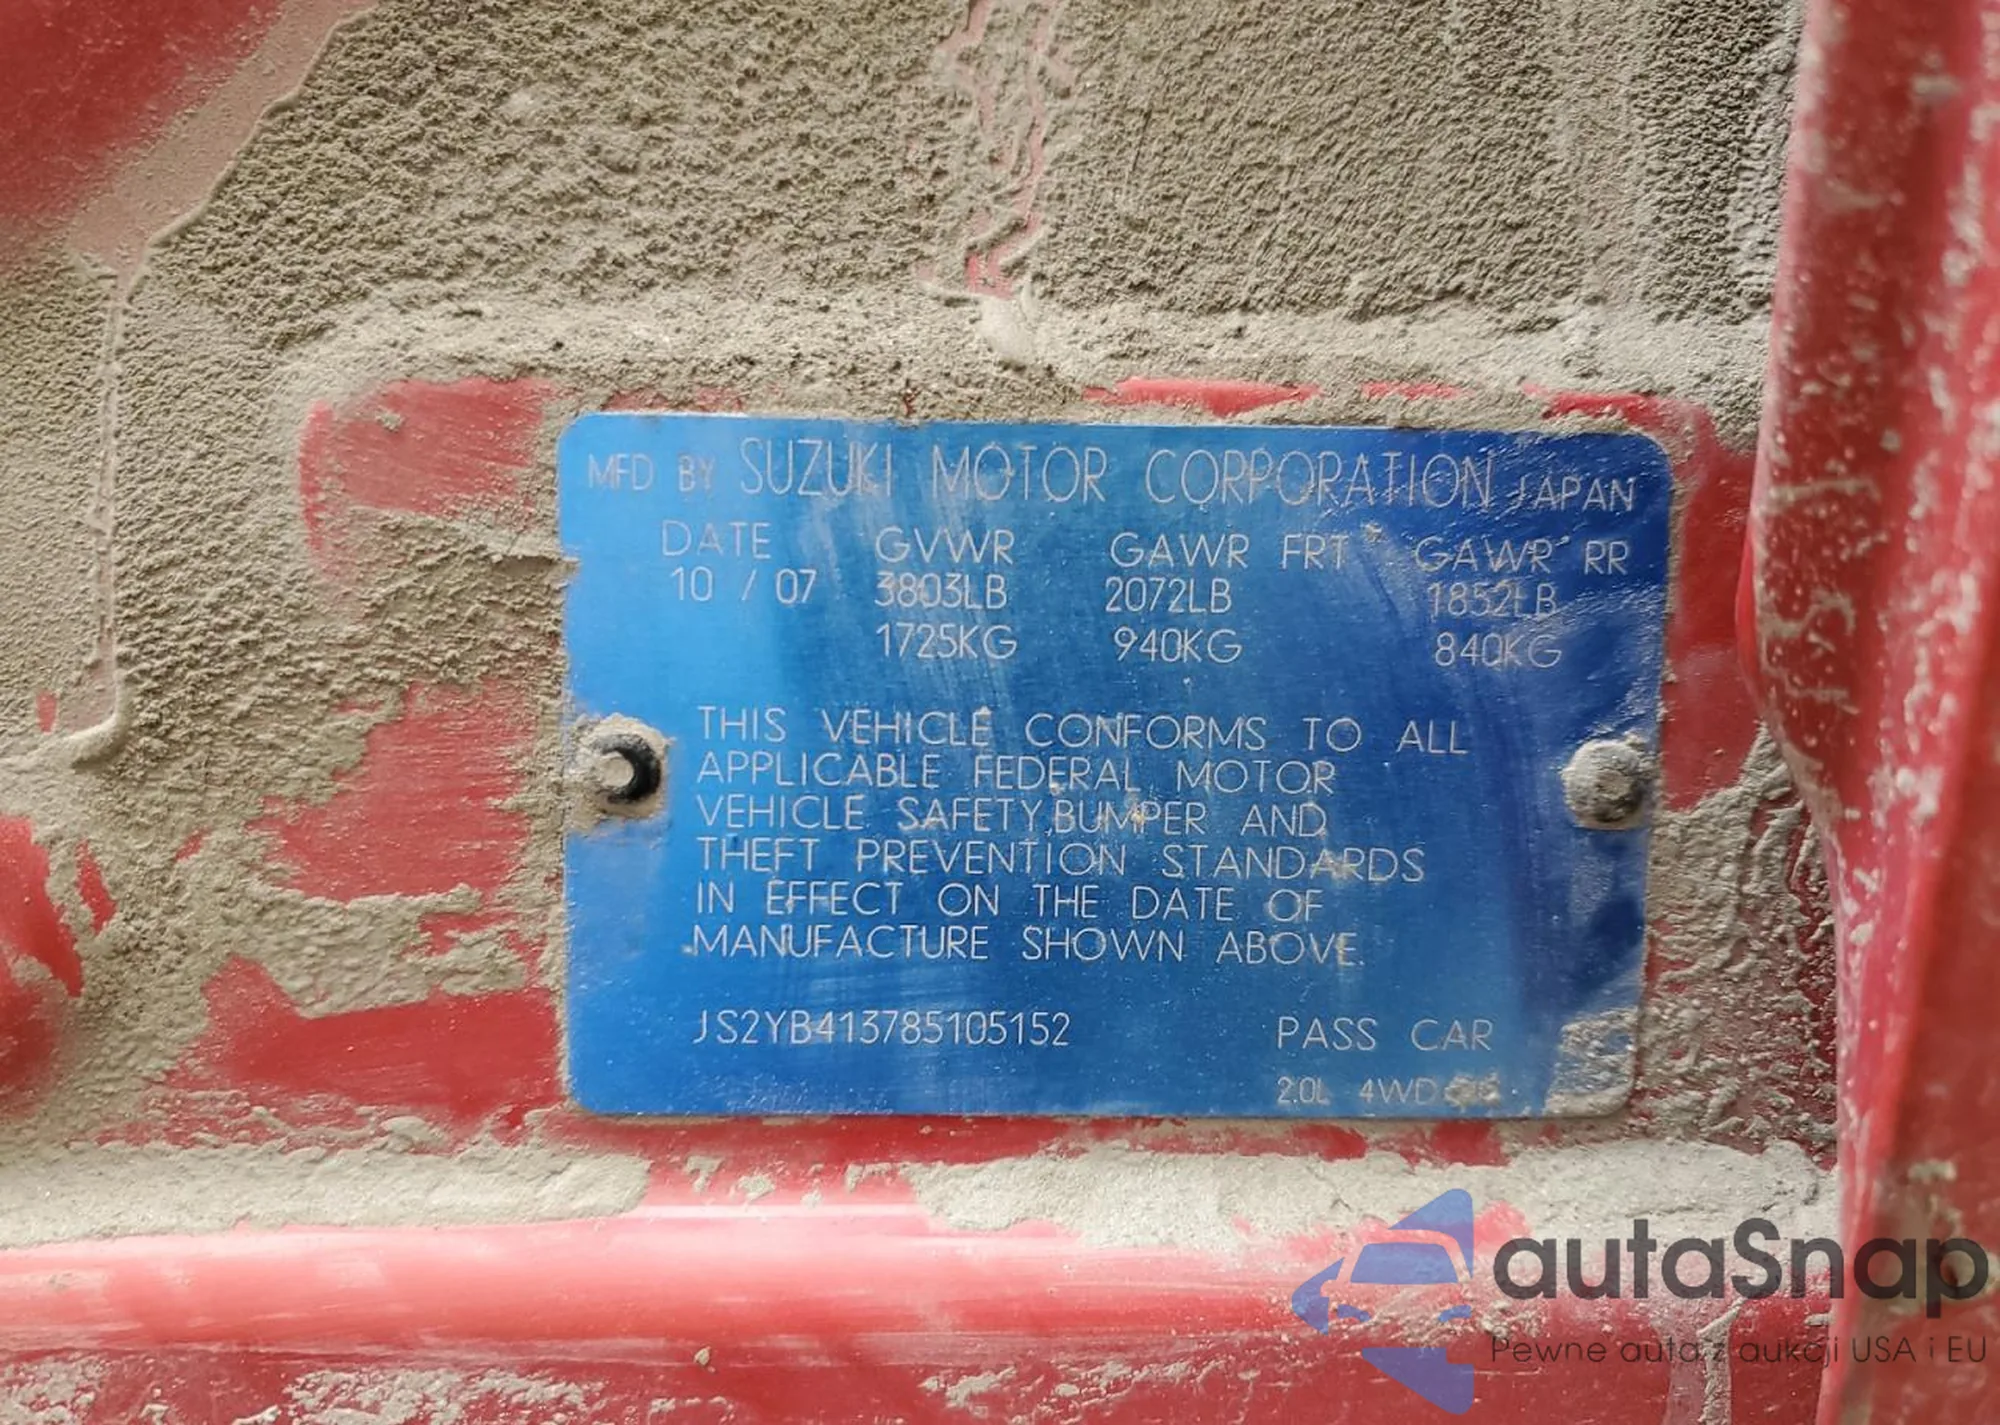 MFD BY SUZUKI MOTOR CORPORATION JAPAN
DATE GVWR GAWR FRT GAWR RR
10 / 07 3803LB 2072LB 1852LB
1725KG 940KG 840KG
THIS VEHICLE CONFORMS TO ALL
APPLICABLE FEDERAL MOTOR
VEHICLE SAFETY,BUMPER AND
THEFT PREVENTION STANDARDS
IN EFFECT ON THE DATE OF
MANUFACTURE SHOWN ABOVE.
JS2YB413785105152 PASS CAR
2.0L 4WD
autaSnap
Pewne auta z aukcji USA i EU